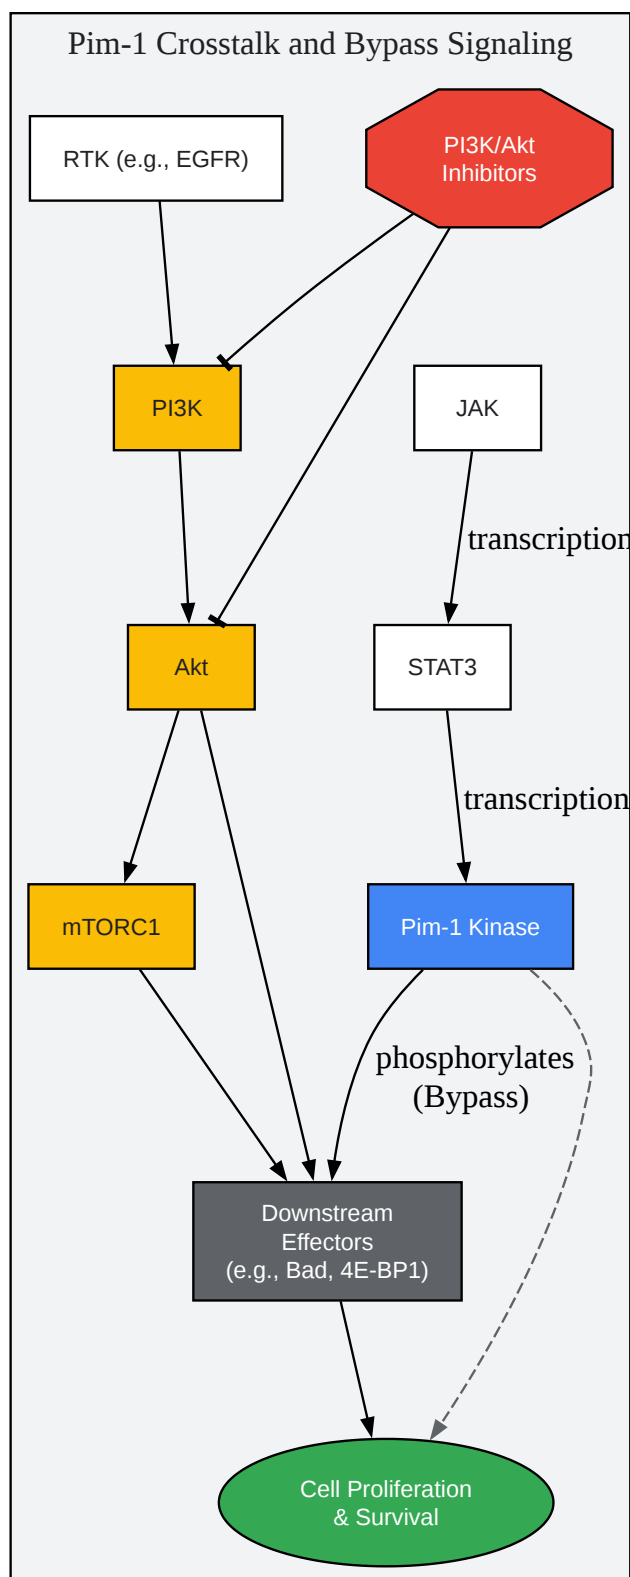 Pim-1 Crosstalk and Bypass Signaling
RTK (e.g., EGFR)
PI3K/Akt
Inhibitors
PI3K
JAK
transcription
Akt
STAT3
transcription
mTORC1
Pim-1 Kinase
phosphorylates
(Bypass)
Downstream
Effectors
(e.g., Bad, 4E-BP1)
Cell Proliferation
& Survival